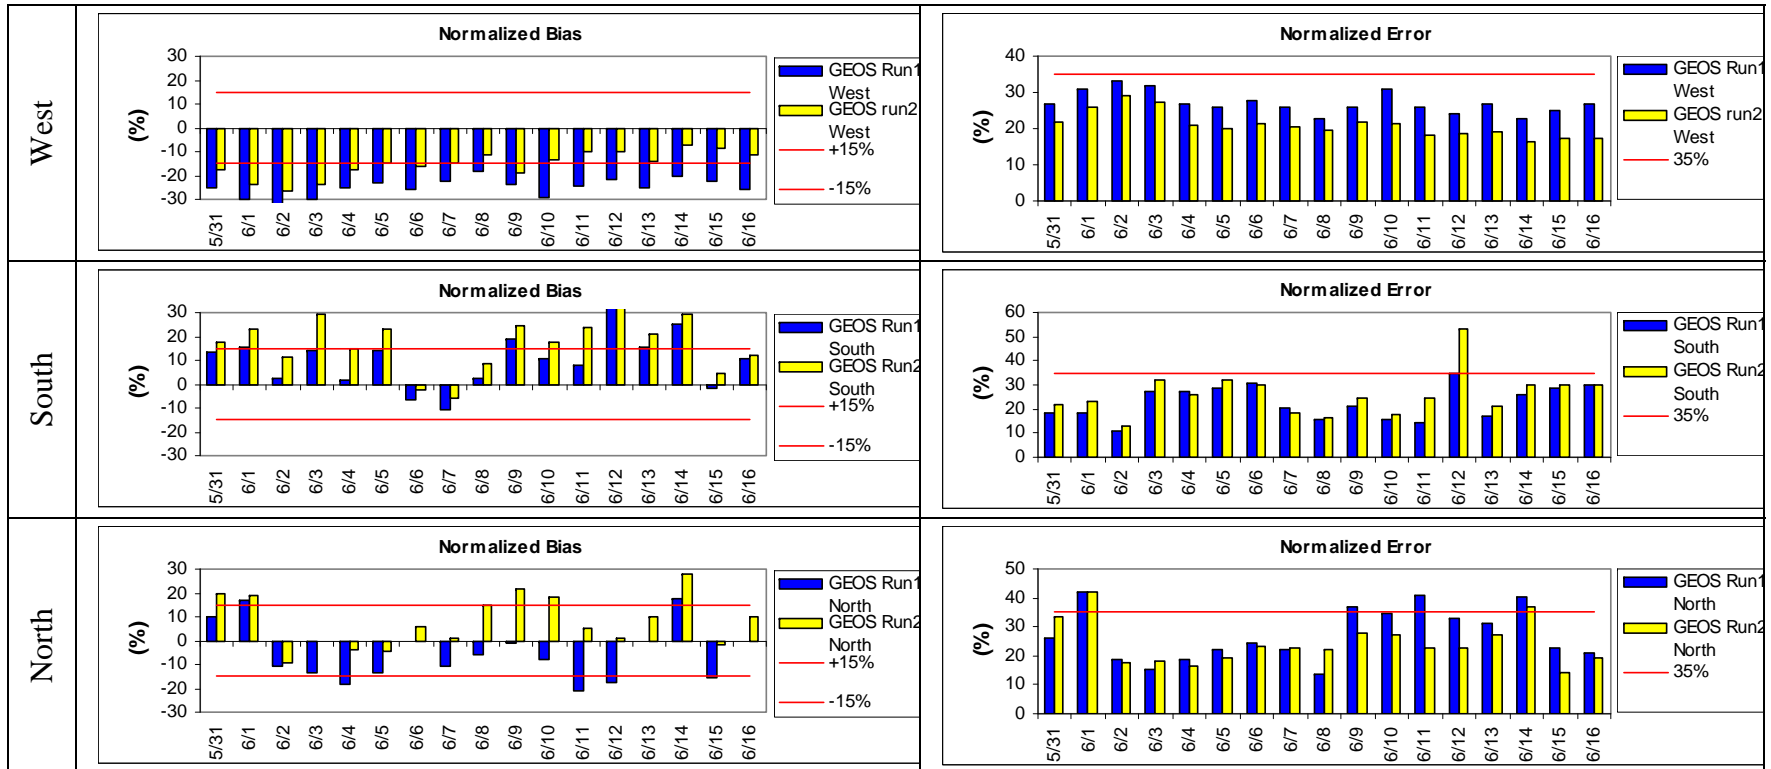 West
Normalized Bias
30
20
10
0
-10
-20
-30
(%)
5/31 6/1 6/2 6/3 6/4 6/5 6/6 6/7 6/8 6/9 6/10 6/11 6/12 6/13 6/14 6/15 6/16
GEOS Run1
West
GEOS run2
West
+15%
-15%
Normalized Error
40
30
20
10
0
(%)
5/31 6/1 6/2 6/3 6/4 6/5 6/6 6/7 6/8 6/9 6/10 6/11 6/12 6/13 6/14 6/15 6/16
GEOS Run1
West
GEOS run2
West
35%
South
Normalized Bias
30
20
10
0
-10
-20
-30
(%)
5/31 6/1 6/2 6/3 6/4 6/5 6/6 6/7 6/8 6/9 6/10 6/11 6/12 6/13 6/14 6/15 6/16
GEOS Run1
South
GEOS Run2
South
+15%
-15%
Normalized Error
60
50
40
30
20
10
0
(%)
5/31 6/1 6/2 6/3 6/4 6/5 6/6 6/7 6/8 6/9 6/10 6/11 6/12 6/13 6/14 6/15 6/16
GEOS Run1
South
GEOS Run2
South
35%
North
Normalized Bias
30
20
10
0
-10
-20
-30
(%)
5/31 6/1 6/2 6/3 6/4 6/5 6/6 6/7 6/8 6/9 6/10 6/11 6/12 6/13 6/14 6/15 6/16
GEOS Run1
North
GEOS Run2
North
+15%
-15%
Normalized Error
50
40
30
20
10
0
(%)
5/31 6/1 6/2 6/3 6/4 6/5 6/6 6/7 6/8 6/9 6/10 6/11 6/12 6/13 6/14 6/15 6/16
GEOS Run1
North
GEOS Run2
North
35%